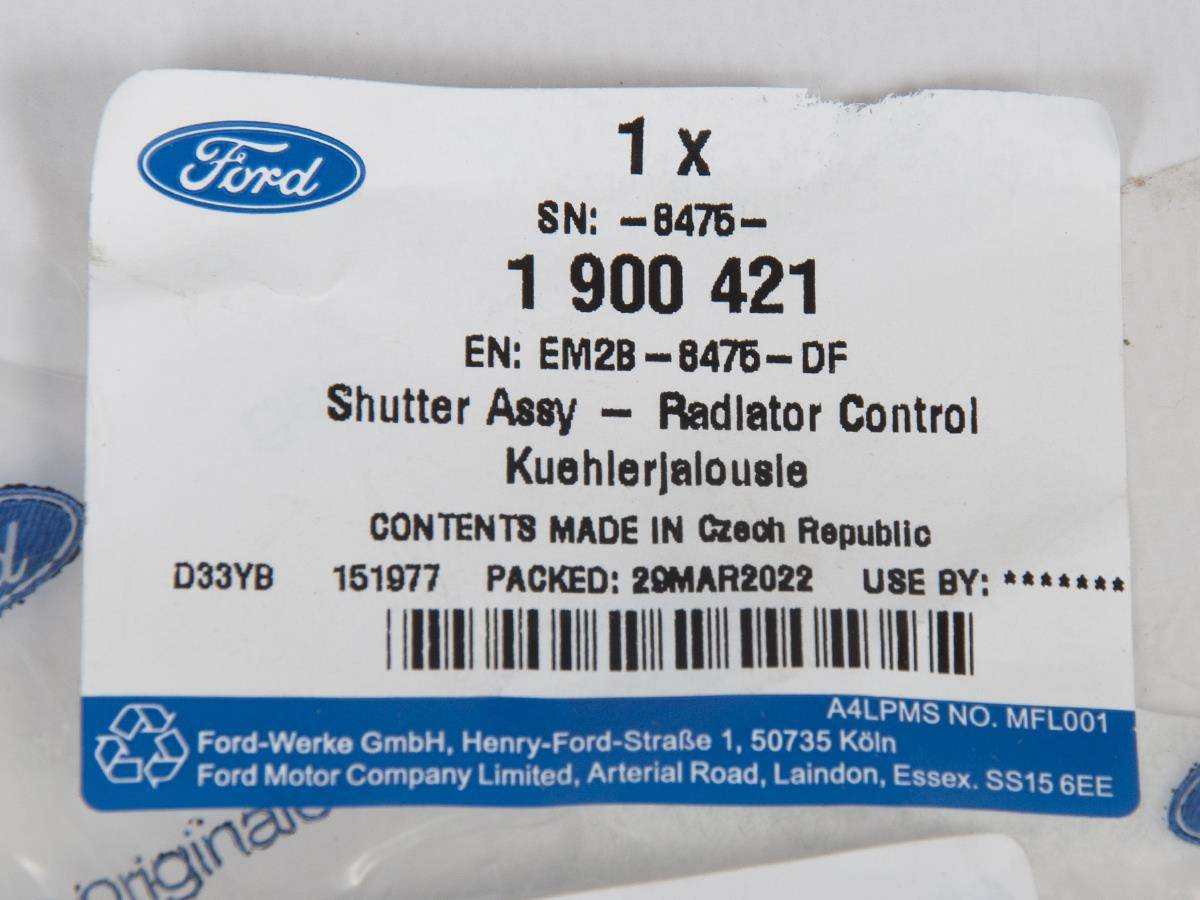 Ford
1 x
SN: -8475-
1 900 421
EN: EM2B-8475-DF
Shutter Assy - Radiator Control
Kuehlerjalousie
CONTENTS MADE IN Czech Republic
D33YB 151977 PACKED: 29MAR2022 USE BY: *******
A4LPMS NO. MFL001
Ford-Werke GmbH, Henry-Ford-Straße 1, 50735 Köln
Ford Motor Company Limited, Arterial Road, Laindon, Essex. SS15 6EE
original